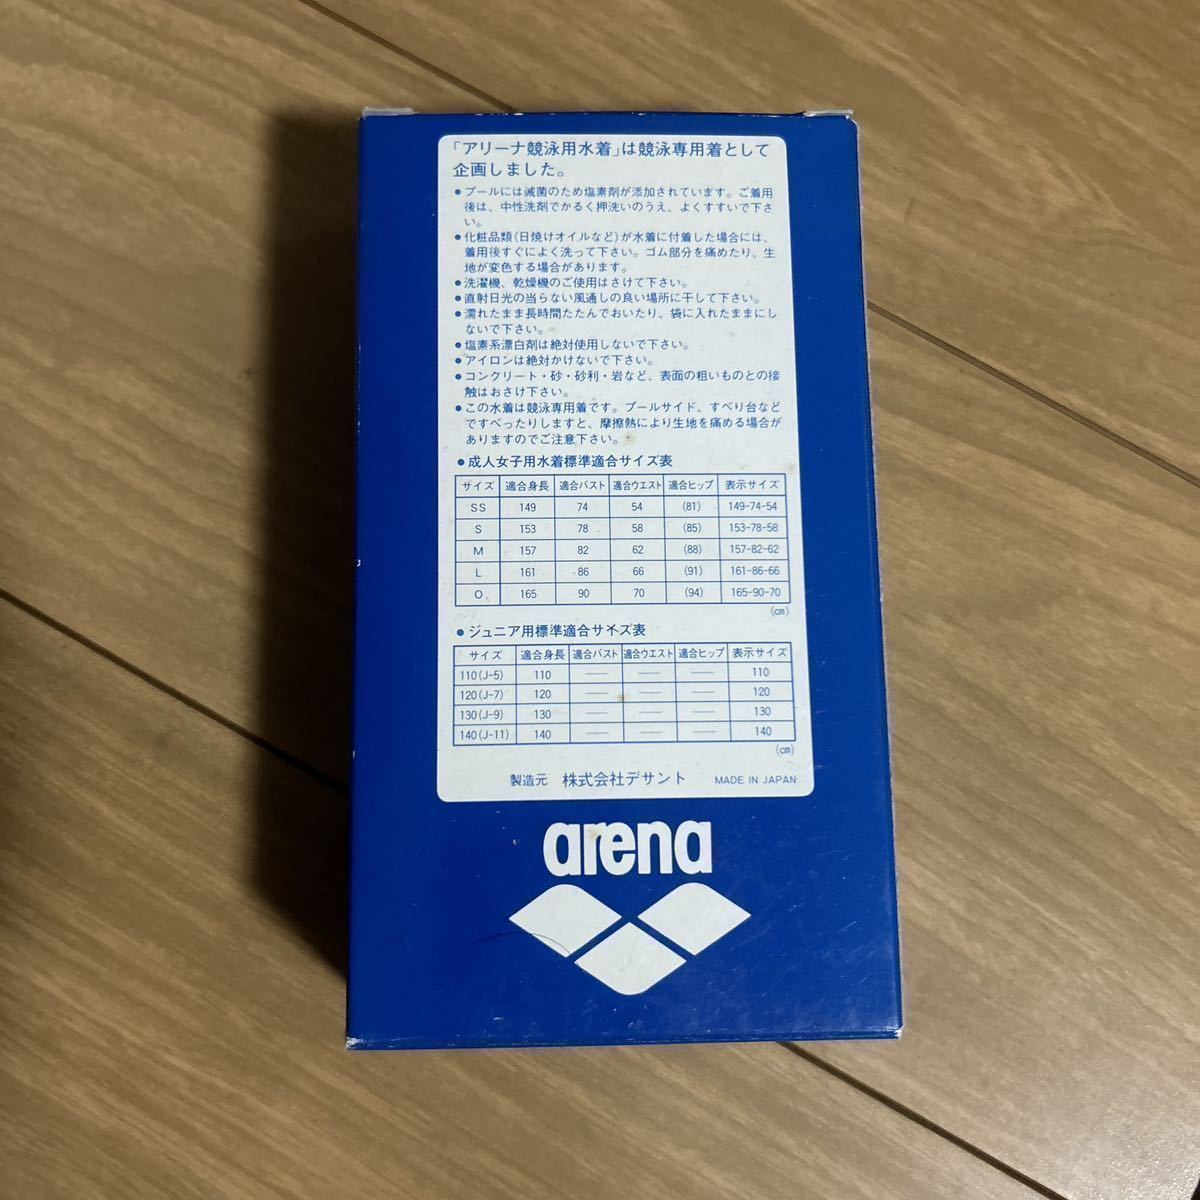 「アリーナ競泳用水着」は競泳専用着として
企画しました。
●プールには滅菌のため塩素剤が添加されています。ご着用
後は、中性洗剤でかるく押洗いのうえ、よくすすいで下さ
い。
●化粧品類(日焼けオイルなど)が水着に付着した場合には、
着用後すぐによく洗って下さい。ゴム部分を痛めたり、生
地が変色する場合があります。
●洗濯機、乾燥機のご使用はさけて下さい。
●直射日光の当らない風通しの良い場所に干して下さい。
●濡れたまま長時間たたんでおいたり、袋に入れたままにし
ないで下さい。
●塩素系漂白剤は絶対使用しないで下さい。
●アイロンは絶対かけないで下さい。
●コンクリート・砂・砂利・岩など、表面の粗いものとの接
触はおさけ下さい。
●この水着は競泳専用着です。プールサイド、すべり台など
ですべったりしますと、摩擦熱により生地を痛める場合が
ありますのでご注意下さい。
●成人女子用水着標準適合サイズ表
サイズ 適合身長 適合バスト 適合ウエスト 適合ヒップ 表示サイズ
SS 149 74 54 (81) 149-74-54
S 153 78 58 (85) 153-78-58
M 157 82 62 (88) 157-82-62
L 161 86 66 (91) 161-86-66
O 165 90 70 (94) 165-90-70
(cm)
●ジュニア用標準適合サイズ表
サイズ 適合身長 適合バスト 適合ウエスト 適合ヒップ 表示サイズ
110(J-5) 110 — — — 110
120(J-7) 120 — — — 120
130(J-9) 130 — — — 130
140(J-11) 140 — — — 140
(cm)
製造元 株式会社デサント MADE IN JAPAN
arena